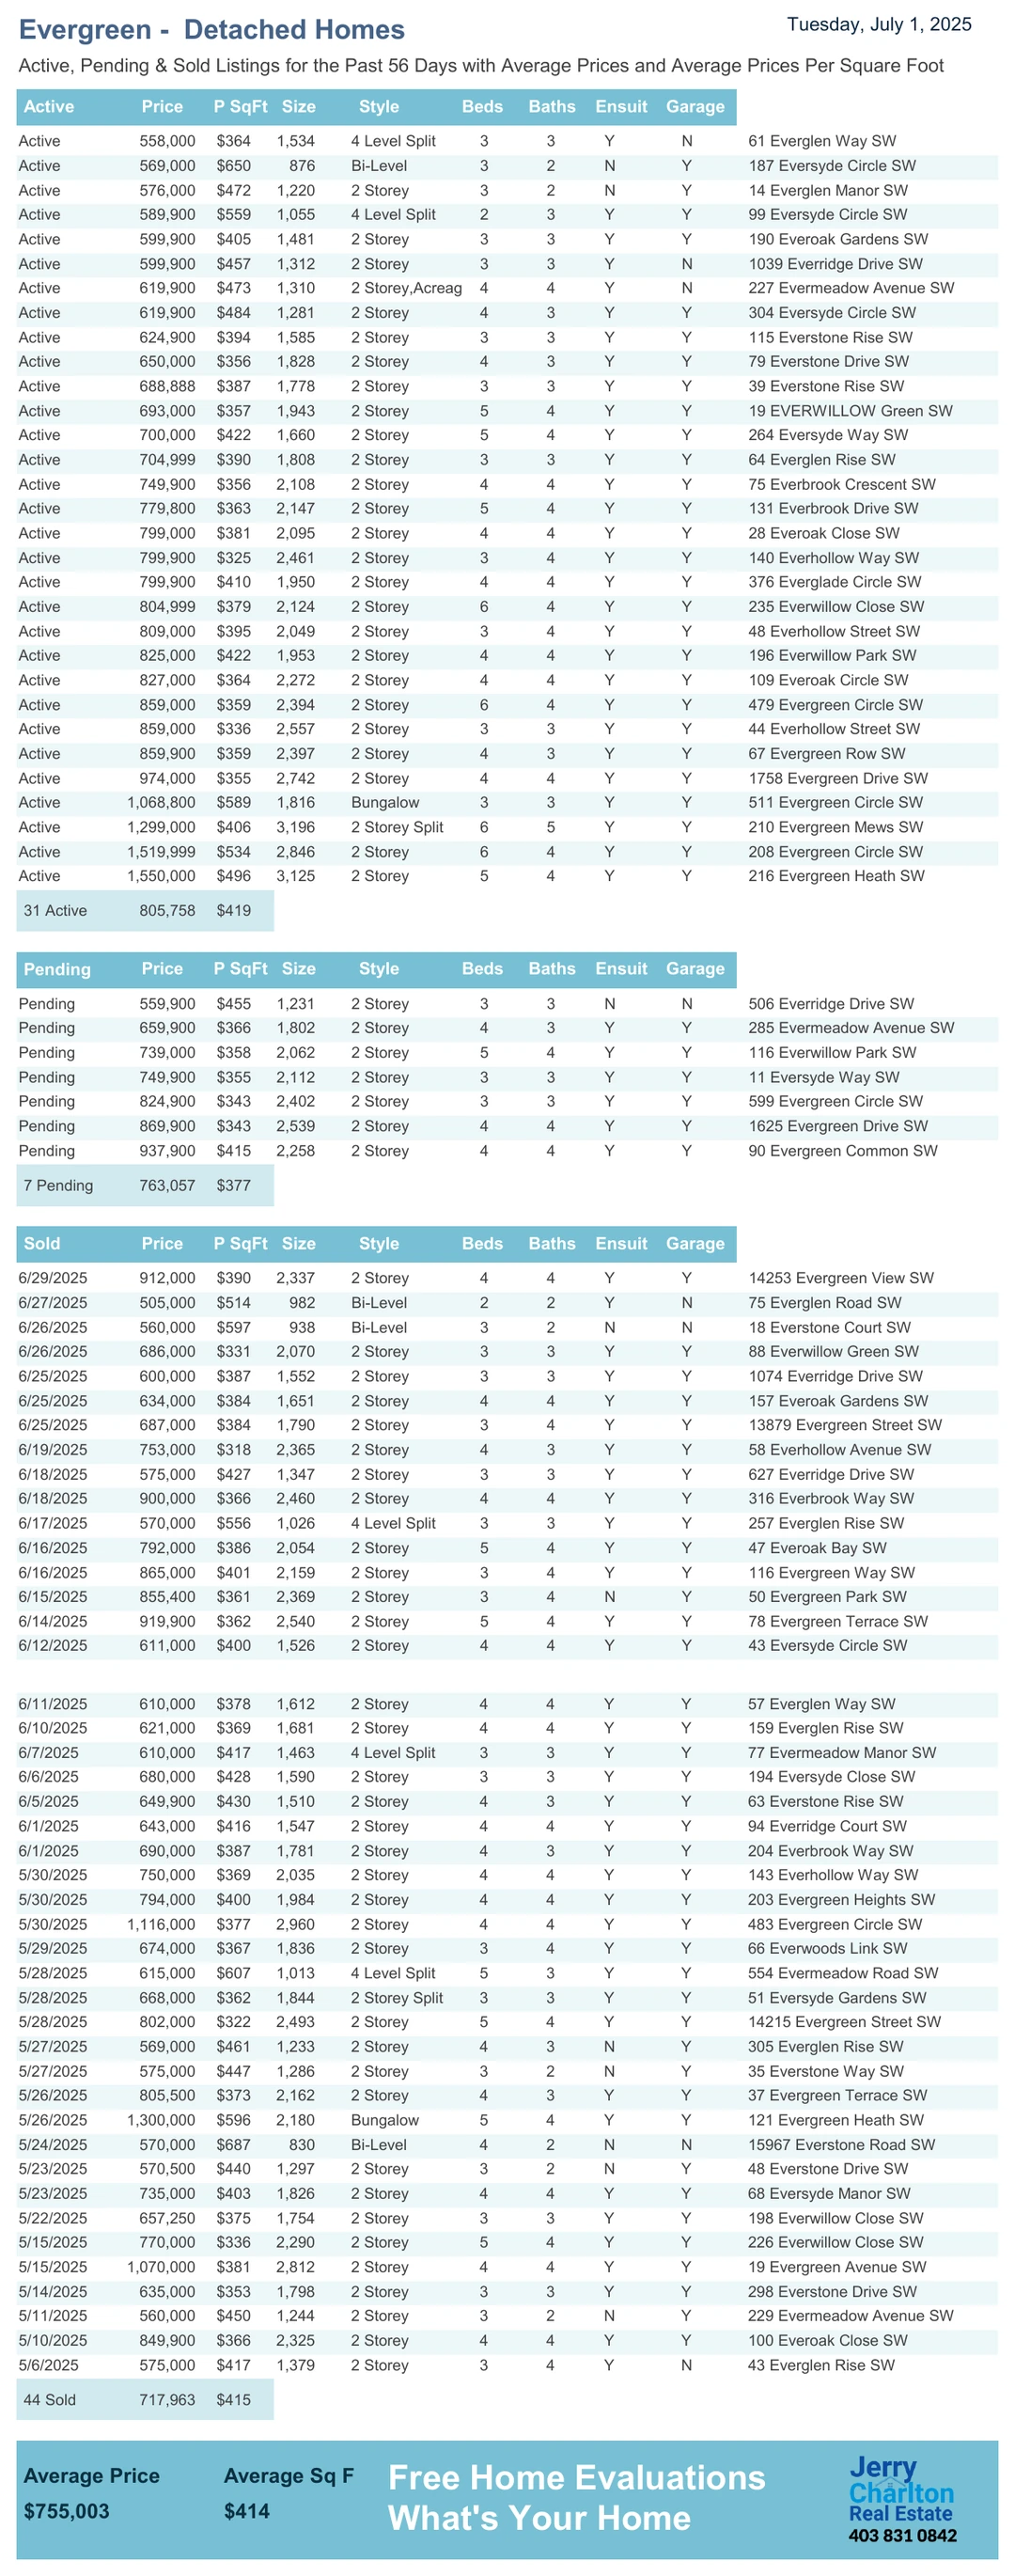 Evergreen - Detached Homes Tuesday, July 1, 2025
Active, Pending & Sold Listings for the Past 56 Days with Average Prices and Average Prices Per Square Foot
Active Price P SqFt Size Style Beds Baths Ensuit Garage
Active 558,000 $364 1,534 4 Level Split 3 3 Y N 61 Everglen Way SW
Active 569,000 $650 876 Bi-Level 3 2 N Y 187 Eversyde Circle SW
Active 576,000 $472 1,220 2 Storey 3 2 N Y 14 Everglen Manor SW
Active 589,900 $559 1,055 4 Level Split 2 3 Y Y 99 Eversyde Circle SW
Active 599,900 $405 1,481 2 Storey 3 3 Y Y 190 Everoak Gardens SW
Active 599,900 $457 1,312 2 Storey 3 3 Y N 1039 Everridge Drive SW
Active 619,900 $473 1,310 2 Storey,Acreag 4 4 Y N 227 Evermeadow Avenue SW
Active 619,900 $484 1,281 2 Storey 4 3 Y Y 304 Eversyde Circle SW
Active 624,900 $394 1,585 2 Storey 3 3 Y Y 115 Everstone Rise SW
Active 650,000 $356 1,828 2 Storey 4 3 Y Y 79 Everstone Drive SW
Active 688,888 $387 1,778 2 Storey 3 3 Y Y 39 Everstone Rise SW
Active 693,000 $357 1,943 2 Storey 5 4 Y Y 19 EVERWILLOW Green SW
Active 700,000 $422 1,660 2 Storey 5 4 Y Y 264 Eversyde Way SW
Active 704,999 $390 1,808 2 Storey 3 3 Y Y 64 Everglen Rise SW
Active 749,900 $356 2,108 2 Storey 4 4 Y Y 75 Everbrook Crescent SW
Active 779,800 $363 2,147 2 Storey 5 4 Y Y 131 Everbrook Drive SW
Active 799,000 $381 2,095 2 Storey 4 4 Y Y 28 Everoak Close SW
Active 799,900 $325 2,461 2 Storey 3 4 Y Y 140 Everhollow Way SW
Active 799,900 $410 1,950 2 Storey 4 4 Y Y 376 Everglade Circle SW
Active 804,999 $379 2,124 2 Storey 6 4 Y Y 235 Everwillow Close SW
Active 809,000 $395 2,049 2 Storey 3 4 Y Y 48 Everhollow Street SW
Active 825,000 $422 1,953 2 Storey 4 4 Y Y 196 Everwillow Park SW
Active 827,000 $364 2,272 2 Storey 4 4 Y Y 109 Everoak Circle SW
Active 859,000 $359 2,394 2 Storey 6 4 Y Y 479 Evergreen Circle SW
Active 859,000 $336 2,557 2 Storey 3 3 Y Y 44 Everhollow Street SW
Active 859,900 $359 2,397 2 Storey 4 3 Y Y 67 Evergreen Row SW
Active 974,000 $355 2,742 2 Storey 4 4 Y Y 1758 Evergreen Drive SW
Active 1,068,800 $589 1,816 Bungalow 3 3 Y Y 511 Evergreen Circle SW
Active 1,299,000 $406 3,196 2 Storey Split 6 5 Y Y 210 Evergreen Mews SW
Active 1,519,999 $534 2,846 2 Storey 6 4 Y Y 208 Evergreen Circle SW
Active 1,550,000 $496 3,125 2 Storey 5 4 Y Y 216 Evergreen Heath SW
31 Active 805,758 $419
Pending Price P SqFt Size Style Beds Baths Ensuit Garage
Pending 559,900 $455 1,231 2 Storey 3 3 N N 506 Everridge Drive SW
Pending 659,900 $366 1,802 2 Storey 4 3 Y Y 285 Evermeadow Avenue SW
Pending 739,000 $358 2,062 2 Storey 5 4 Y Y 116 Everwillow Park SW
Pending 749,900 $355 2,112 2 Storey 3 3 Y Y 11 Eversyde Way SW
Pending 824,900 $343 2,402 2 Storey 3 3 Y Y 599 Evergreen Circle SW
Pending 869,900 $343 2,539 2 Storey 4 4 Y Y 1625 Evergreen Drive SW
Pending 937,900 $415 2,258 2 Storey 4 4 Y Y 90 Evergreen Common SW
7 Pending 763,057 $377
Sold Price P SqFt Size Style Beds Baths Ensuit Garage
6/29/2025 912,000 $390 2,337 2 Storey 4 4 Y Y 14253 Evergreen View SW
6/27/2025 505,000 $514 982 Bi-Level 2 2 Y N 75 Everglen Road SW
6/26/2025 560,000 $597 938 Bi-Level 3 2 N N 18 Everstone Court SW
6/26/2025 686,000 $331 2,070 2 Storey 3 3 Y Y 88 Everwillow Green SW
6/25/2025 600,000 $387 1,552 2 Storey 3 3 Y Y 1074 Everridge Drive SW
6/25/2025 634,000 $384 1,651 2 Storey 4 4 Y Y 157 Everoak Gardens SW
6/25/2025 687,000 $384 1,790 2 Storey 3 4 Y Y 13879 Evergreen Street SW
6/19/2025 753,000 $318 2,365 2 Storey 4 3 Y Y 58 Everhollow Avenue SW
6/18/2025 575,000 $427 1,347 2 Storey 3 3 Y Y 627 Everridge Drive SW
6/18/2025 900,000 $366 2,460 2 Storey 4 4 Y Y 316 Everbrook Way SW
6/17/2025 570,000 $556 1,026 4 Level Split 3 3 Y Y 257 Everglen Rise SW
6/16/2025 792,000 $386 2,054 2 Storey 5 4 Y Y 47 Everoak Bay SW
6/16/2025 865,000 $401 2,159 2 Storey 3 4 Y Y 116 Evergreen Way SW
6/15/2025 855,400 $361 2,369 2 Storey 3 4 N Y 50 Evergreen Park SW
6/14/2025 919,900 $362 2,540 2 Storey 5 4 Y Y 78 Evergreen Terrace SW
6/12/2025 611,000 $400 1,526 2 Storey 4 4 Y Y 43 Eversyde Circle SW
6/11/2025 610,000 $378 1,612 2 Storey 4 4 Y Y 57 Everglen Way SW
6/10/2025 621,000 $369 1,681 2 Storey 4 4 Y Y 159 Everglen Rise SW
6/7/2025 610,000 $417 1,463 4 Level Split 3 3 Y Y 77 Evermeadow Manor SW
6/6/2025 680,000 $428 1,590 2 Storey 3 3 Y Y 194 Eversyde Close SW
6/5/2025 649,900 $430 1,510 2 Storey 4 3 Y Y 63 Everstone Rise SW
6/1/2025 643,000 $416 1,547 2 Storey 4 4 Y Y 94 Everridge Court SW
6/1/2025 690,000 $387 1,781 2 Storey 4 3 Y Y 204 Everbrook Way SW
5/30/2025 750,000 $369 2,035 2 Storey 4 4 Y Y 143 Everhollow Way SW
5/30/2025 794,000 $400 1,984 2 Storey 4 4 Y Y 203 Evergreen Heights SW
5/30/2025 1,116,000 $377 2,960 2 Storey 4 4 Y Y 483 Evergreen Circle SW
5/29/2025 674,000 $367 1,836 2 Storey 3 4 Y Y 66 Everwoods Link SW
5/28/2025 615,000 $607 1,013 4 Level Split 5 3 Y Y 554 Evermeadow Road SW
5/28/2025 668,000 $362 1,844 2 Storey Split 3 3 Y Y 51 Eversyde Gardens SW
5/28/2025 802,000 $322 2,493 2 Storey 5 4 Y Y 14215 Evergreen Street SW
5/27/2025 569,000 $461 1,233 2 Storey 4 3 N Y 305 Everglen Rise SW
5/27/2025 575,000 $447 1,286 2 Storey 3 2 N Y 35 Everstone Way SW
5/26/2025 805,500 $373 2,162 2 Storey 4 3 Y Y 37 Evergreen Terrace SW
5/26/2025 1,300,000 $596 2,180 Bungalow 5 4 Y Y 121 Evergreen Heath SW
5/24/2025 570,000 $687 830 Bi-Level 4 2 N N 15967 Everstone Road SW
5/23/2025 570,500 $440 1,297 2 Storey 3 2 N Y 48 Everstone Drive SW
5/23/2025 735,000 $403 1,826 2 Storey 4 4 Y Y 68 Eversyde Manor SW
5/22/2025 657,250 $375 1,754 2 Storey 3 3 Y Y 198 Everwillow Close SW
5/15/2025 770,000 $336 2,290 2 Storey 5 4 Y Y 226 Everwillow Close SW
5/15/2025 1,070,000 $381 2,812 2 Storey 4 4 Y Y 19 Evergreen Avenue SW
5/14/2025 635,000 $353 1,798 2 Storey 3 3 Y Y 298 Everstone Drive SW
5/11/2025 560,000 $450 1,244 2 Storey 3 2 N Y 229 Evermeadow Avenue SW
5/10/2025 849,900 $366 2,325 2 Storey 4 4 Y Y 100 Everoak Close SW
5/6/2025 575,000 $417 1,379 2 Storey 3 4 Y N 43 Everglen Rise SW
44 Sold 717,963 $415
Average Price Average Sq F
$755,003 $414
Free Home Evaluations
What's Your Home
Jerry
Charlton
Real Estate
403 831 0842